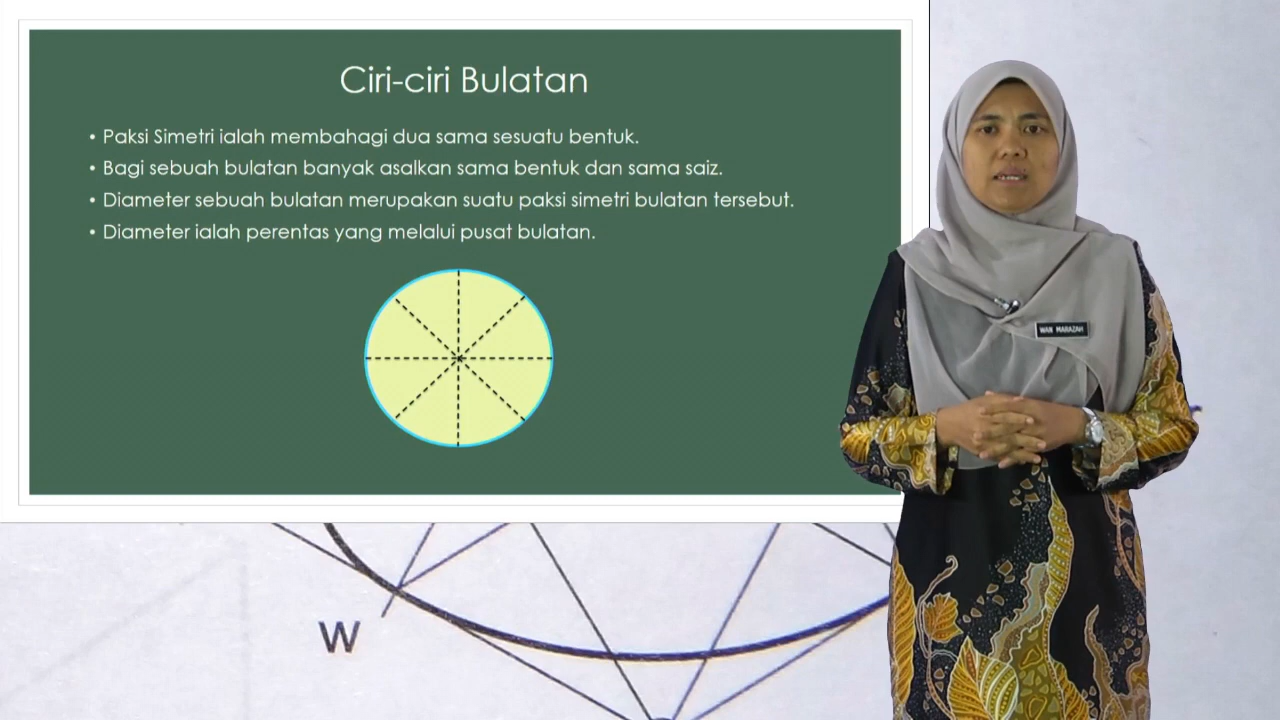 Ciri-ciri Bulatan
• Paksi Simetri ialah membahagi dua sama sesuatu bentuk.
• Bagi sebuah bulatan banyak asalkan sama bentuk dan sama saiz.
• Diameter sebuah bulatan merupakan suatu paksi simetri bulatan tersebut.
• Diameter ialah perentas yang melalui pusat bulatan.
WAN MARAZAH
W